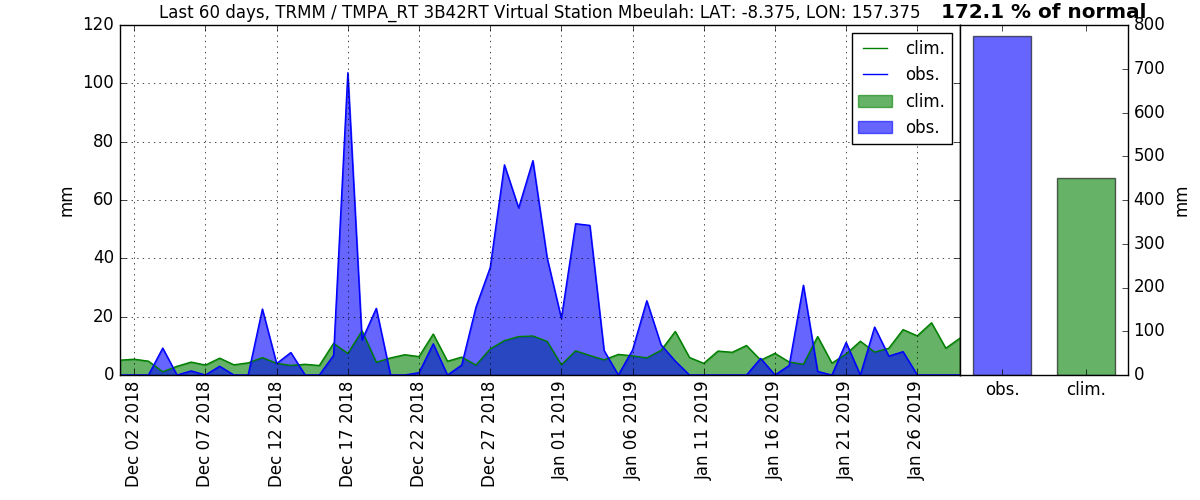 Last 60 days, TRMM / TMPA_RT 3B42RT Virtual Station Mbeulah: LAT: -8.375, LON: 157.375
172.1 % of normal
120
100
80
60
40
20
0
mm
clim.
obs.
clim.
obs.
800
700
600
500
400
300
200
100
0
mm
Dec 02 2018
Dec 07 2018
Dec 12 2018
Dec 17 2018
Dec 22 2018
Dec 27 2018
Jan 01 2019
Jan 06 2019
Jan 11 2019
Jan 16 2019
Jan 21 2019
Jan 26 2019
obs.
clim.